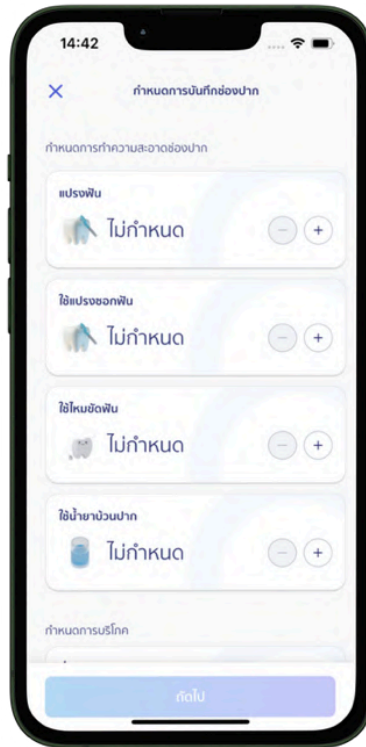 14:42
กำหนดการบันทึกช่องปาก
กำหนดการทำความสะอาดช่องปาก
แปรงฟัน
ไม่กำหนด
ใช้แปรงซอกฟัน
ไม่กำหนด
ใช้ไหมขัดฟัน
ไม่กำหนด
ใช้น้ำยาบ้วนปาก
ไม่กำหนด
กำหนดการบริโภค
ถัดไป